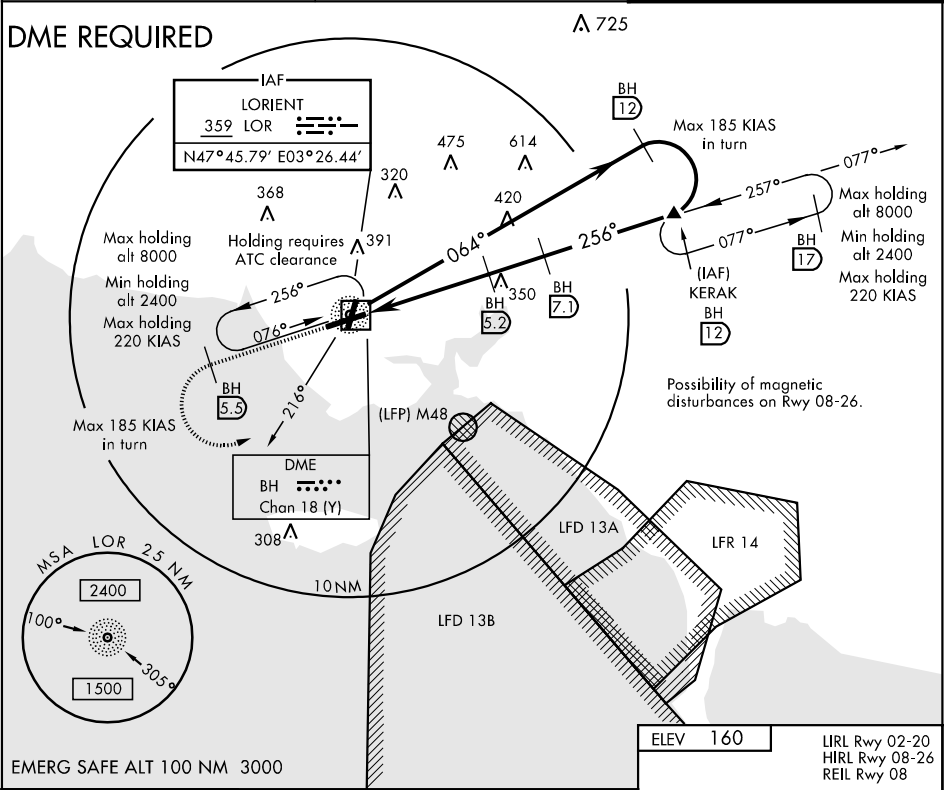 DME REQUIRED
725
IAF
LORIENT
359 LOR
N47°45.79' E03°26.44'
BH
12
Max 185 KIAS
in turn
475
614
320
368
420
391
077°
257°
077°
Max holding
alt 8000
Min holding
alt 2400
Max holding
220 KIAS
BH
17
Max holding
alt 8000
Min holding
alt 2400
Max holding
220 KIAS
Holding requires
ATC clearance
064°
256°
(IAF)
KERAK
BH
12
256°
076°
350
BH
5.2
BH
7.1
BH
5.5
216°
Max 185 KIAS
in turn
Possibility of magnetic
disturbances on Rwy 08-26.
(LFP) M48
DME
BH
Chan 18 (Y)
308
LFD 13A
LFR 14
MSA LOR 25 NM
2400
100°
305°
1500
10 NM
LFD 13B
EMERG SAFE ALT 100 NM 3000
ELEV 160
LIRL Rwy 02-20
HIRL Rwy 08-26
REIL Rwy 08